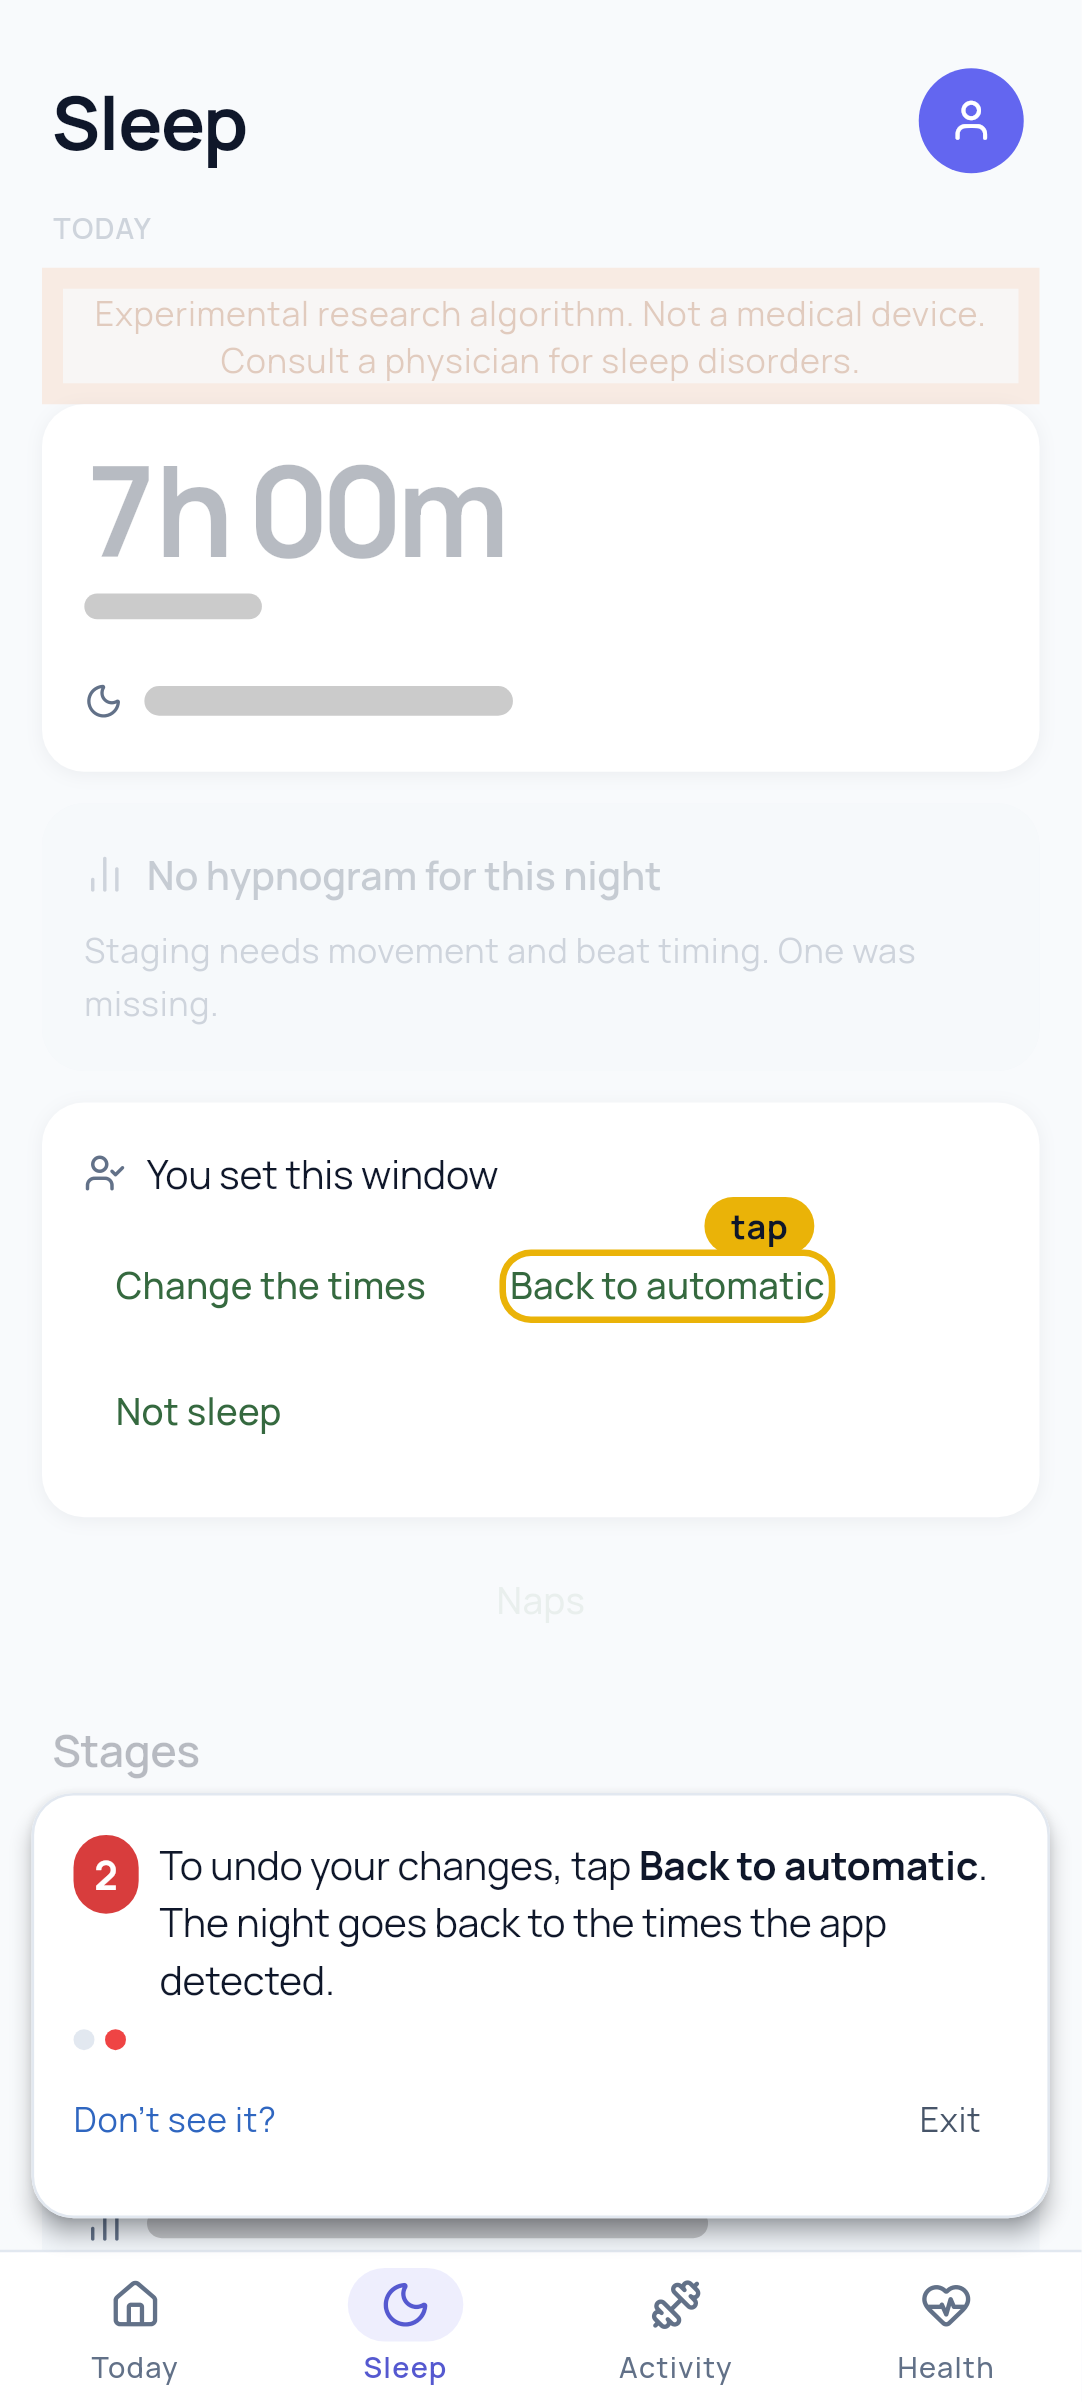 Sleep
TODAY
Experimental research algorithm. Not a medical device.
Consult a physician for sleep disorders.
7h 00m
No hypnogram for this night
Staging needs movement and beat timing. One was
missing.
You set this window
tap
Change the times
Back to automatic
Not sleep
Naps
Stages
2
To undo your changes, tap Back to automatic.
The night goes back to the times the app
detected.
Don't see it?
Exit
Today
Sleep
Activity
Health